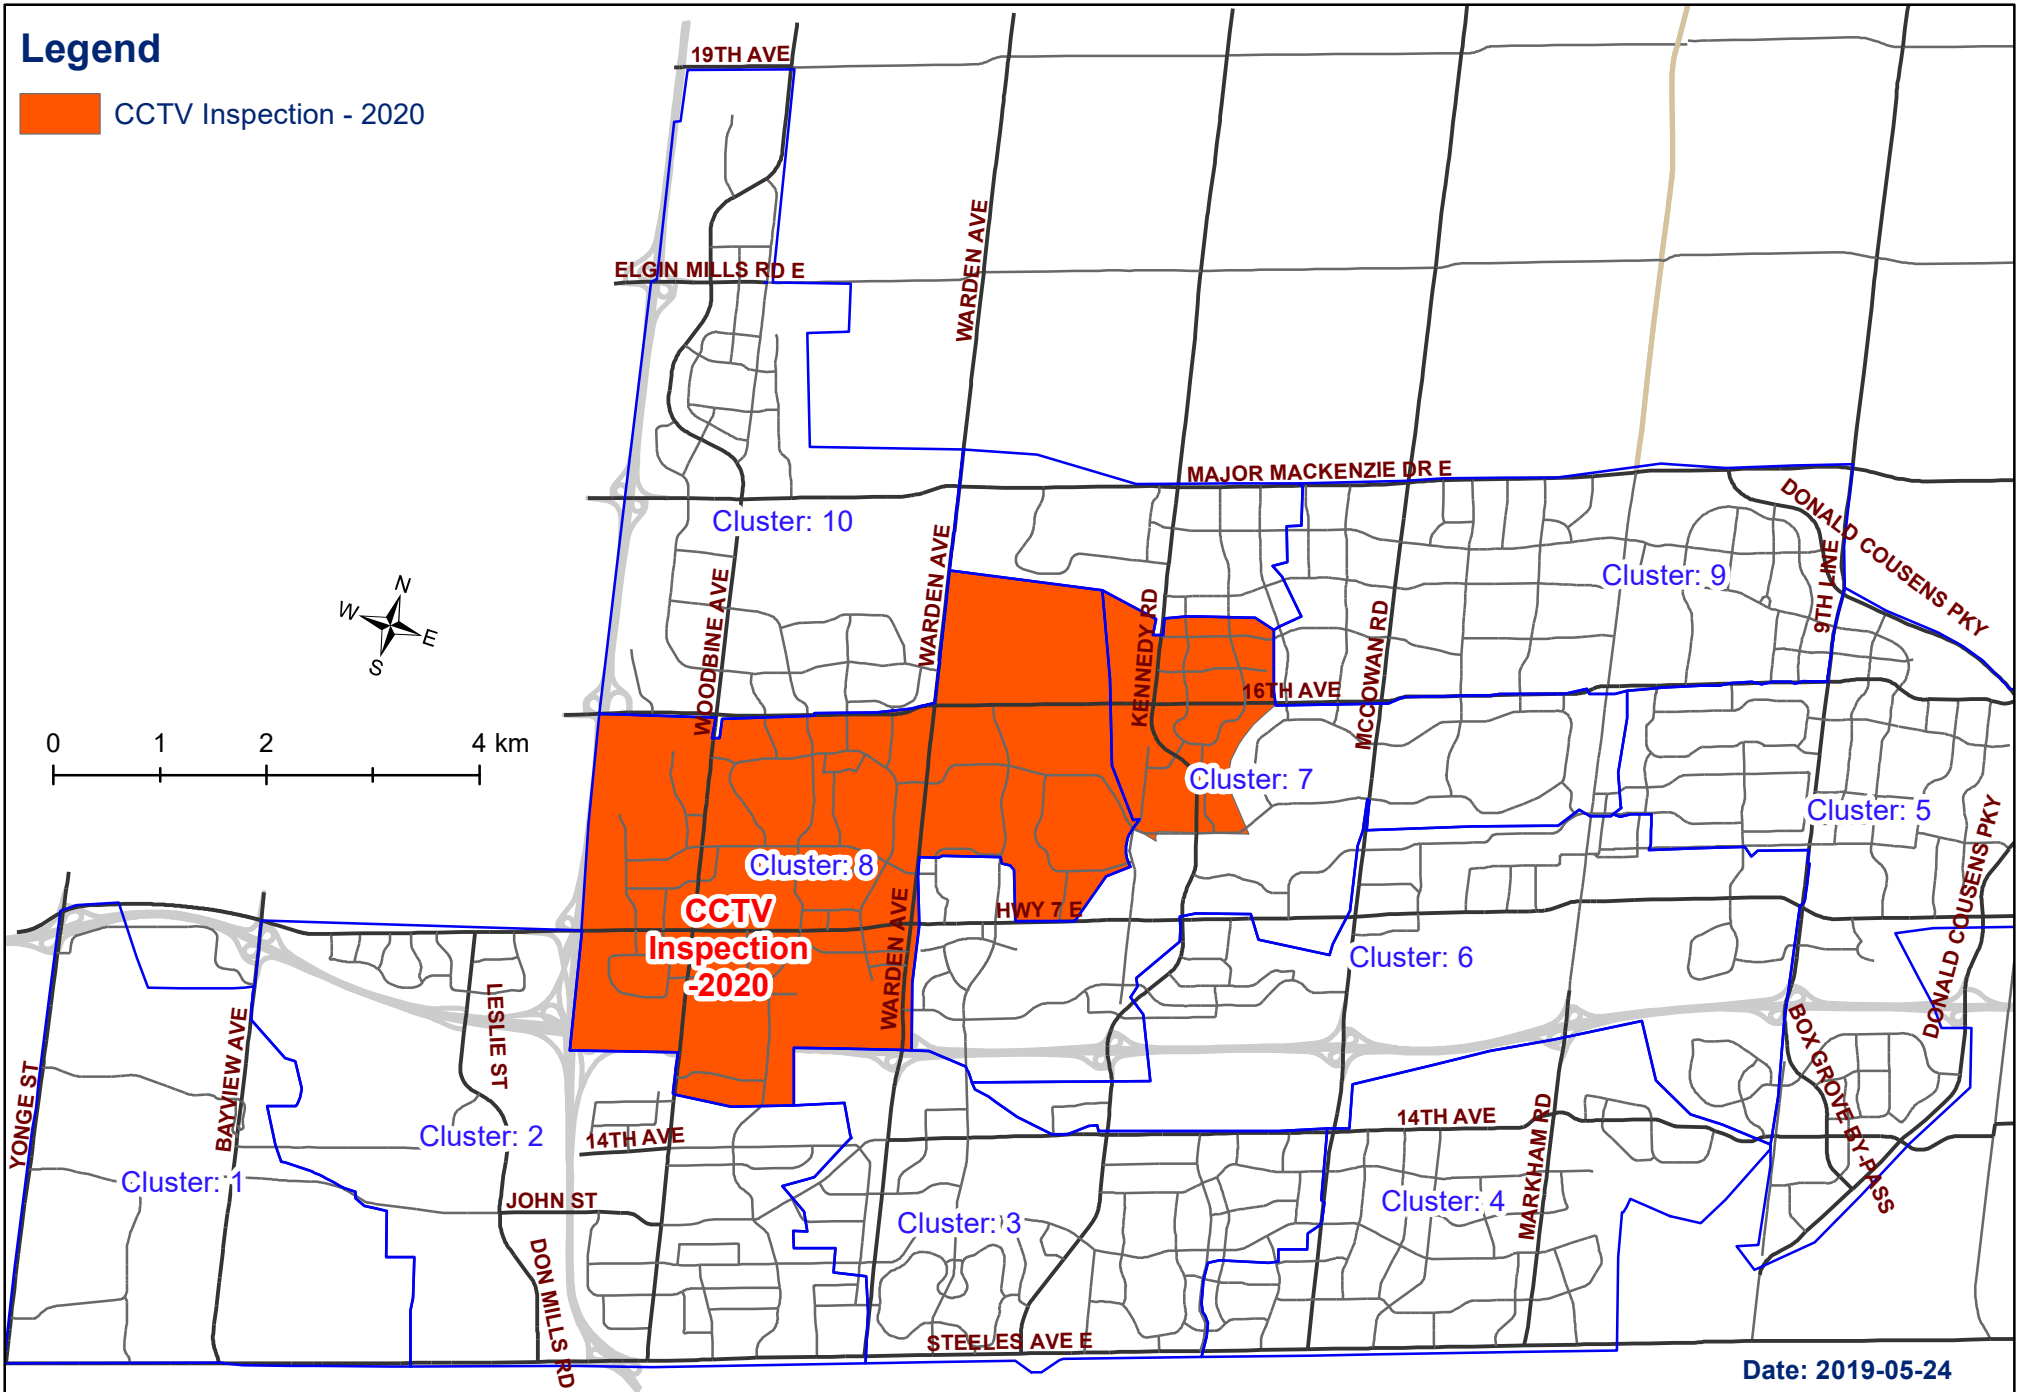 Legend
CCTV Inspection - 2020
19TH AVE
ELGIN MILLS RD E
WARDEN AVE
MAJOR MACKENZIE DR E
DONALD COUSENS PKY
Cluster: 10
WARDEN AVE
Cluster: 9
9TH LINE
N
W
E
S
WOODBINE AVE
KENNEDY RD
MCCOWAN RD
16TH AVE
0 1 2 4 km
Cluster: 7
Cluster: 5
Cluster: 8
DONALD COUSENS PKY
CCTV
Inspection
-2020
HWY 7 E
WARDEN AVE
Cluster: 6
LESLIE ST
BAYVIEW AVE
YONGE ST
BOX GROVE BY-PASS
Cluster: 2
14TH AVE
14TH AVE
MARKHAM RD
Cluster: 1
JOHN ST
Cluster: 3
Cluster: 4
DON MILLS RD
STEELES AVE E
Date: 2019-05-24